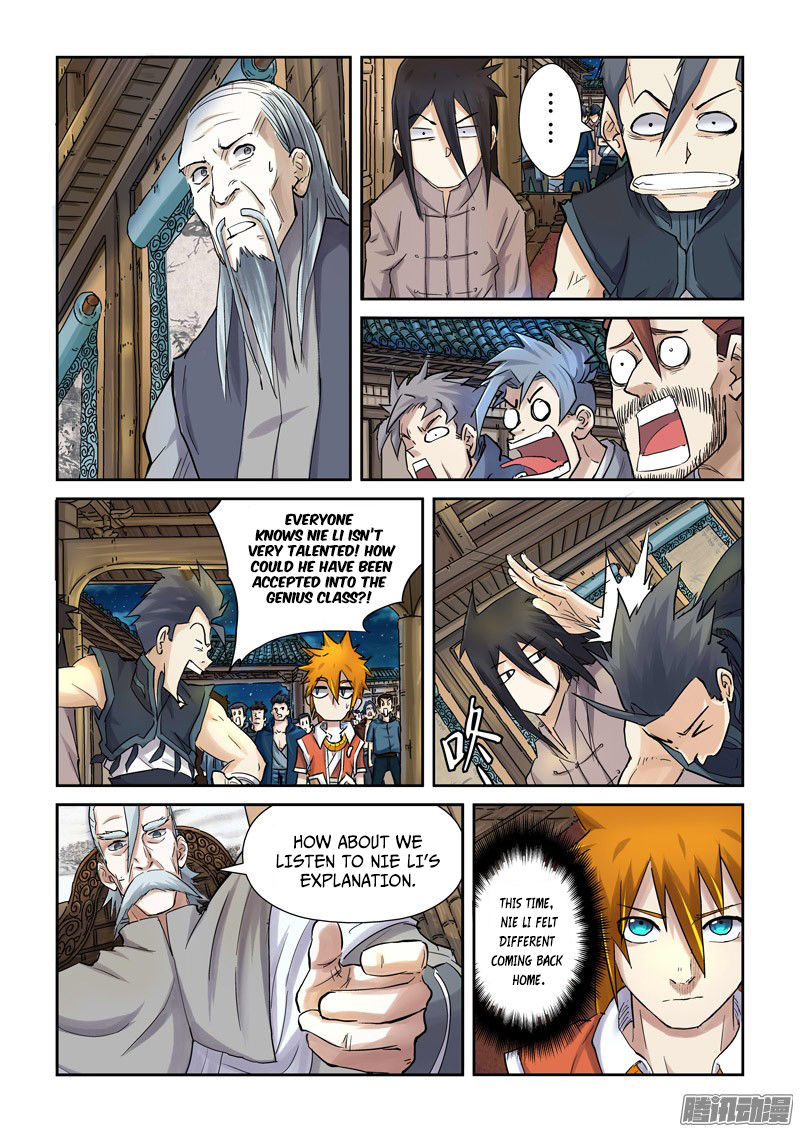 ......
EVERYONE
KNOWS NIE LI ISN'T
VERY TALENTED! HOW
COULD HE HAVE BEEN
ACCEPTED INTO THE
GENIUS CLASS?!
咚
HOW ABOUT WE
LISTEN TO NIE LI'S
EXPLANATION.
THIS TIME,
NIE LI FELT
DIFFERENT
COMING BACK
HOME.
腾讯动漫